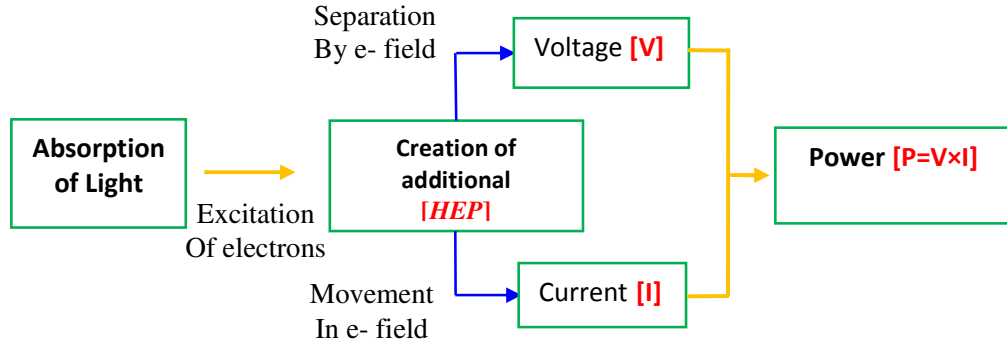 Separation
By e- field
Voltage [V]
Absorption
of Light
Excitation
Of electrons
Creation of
additional
[HEP]
Power [P=V×I]
Movement
In e- field
Current [I]